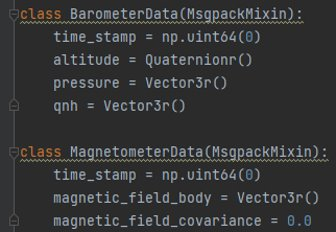 class BarometerData(MsgpackMixin):
    time_stamp = np.uint64(0)
    altitude = Quaternionr()
    pressure = Vector3r()
    qnh = Vector3r()

class MagnetometerData(MsgpackMixin):
    time_stamp = np.uint64(0)
    magnetic_field_body = Vector3r()
    magnetic_field_covariance = 0.0